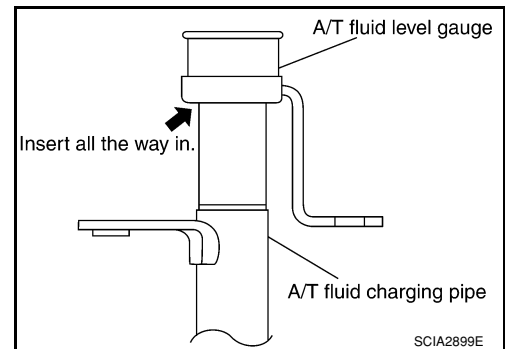 A/T fluid level gauge
Insert all the way in.
A/T fluid charging pipe
SCIA2899E